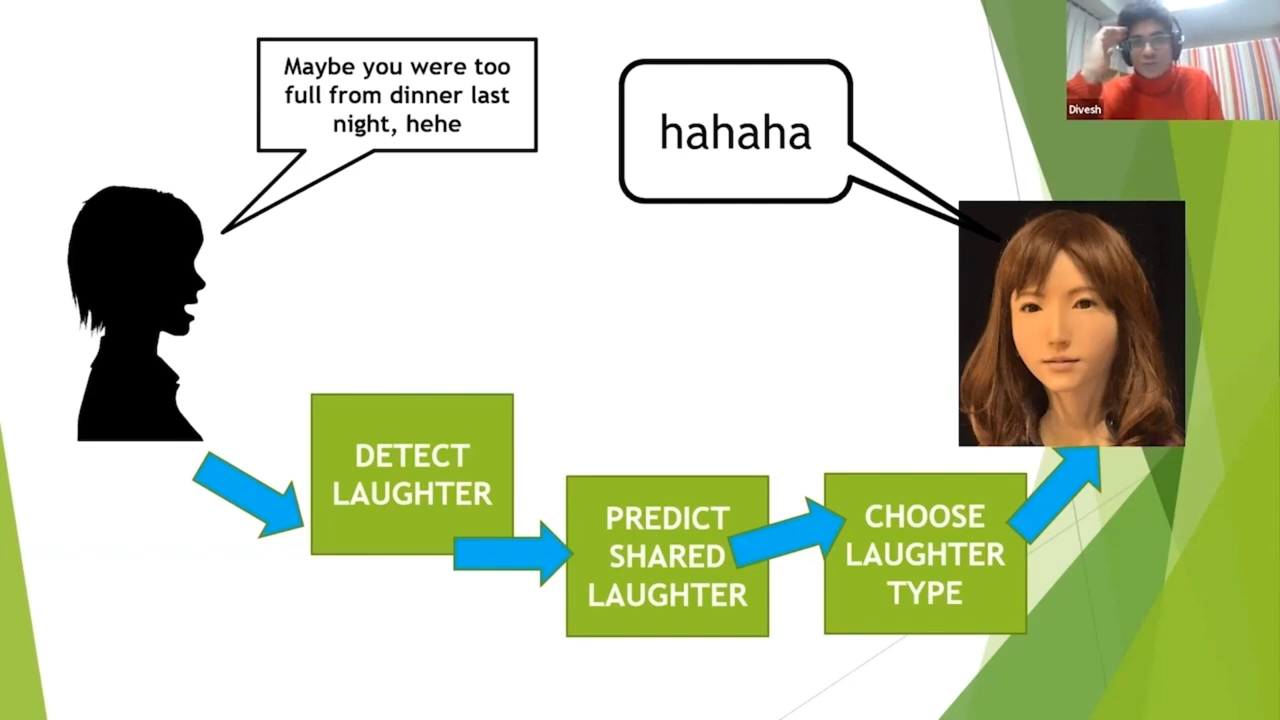 Maybe you were too
full from dinner last
night, hehe
hahaha
Divesh
DETECT
LAUGHTER
PREDICT
SHARED
LAUGHTER
CHOOSE
LAUGHTER
TYPE